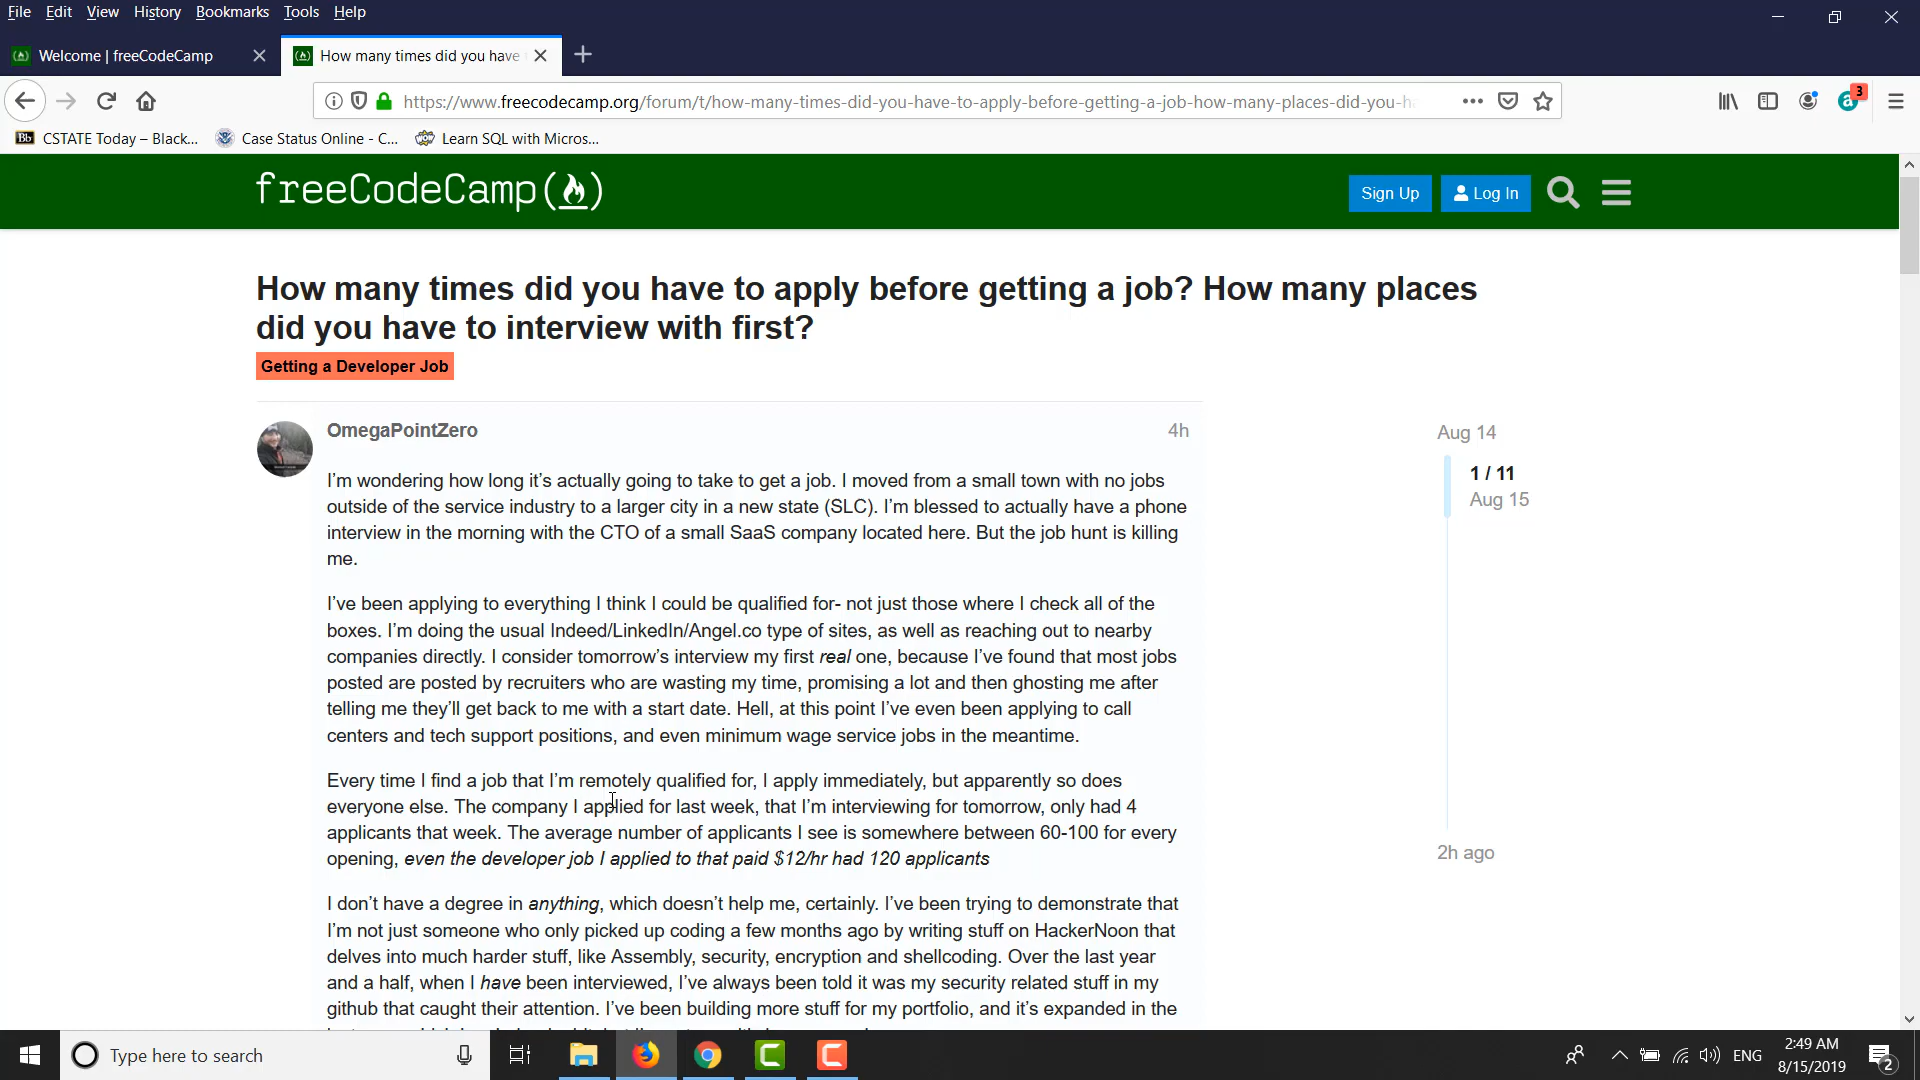 File Edit View History Bookmarks Tools Help
Welcome | freeCodeCamp
How many times did you have
https://www.freecodecamp.org/forum/t/how-many-times-did-you-have-to-apply-before-getting-a-job-how-many-places-did-you-h
3
Bb CSTATE Today – Black...
Case Status Online - C...
Learn SQL with Micros...
freeCodeCamp
Sign Up
Log In
How many times did you have to apply before getting a job? How many places
did you have to interview with first?
Getting a Developer Job
OmegaPointZero
4h
I'm wondering how long it's actually going to take to get a job. I moved from a small town with no jobs
outside of the service industry to a larger city in a new state (SLC). I'm blessed to actually have a phone
interview in the morning with the CTO of a small SaaS company located here. But the job hunt is killing
me.
I've been applying to everything I think I could be qualified for- not just those where I check all of the
boxes. I'm doing the usual Indeed/LinkedIn/Angel.co type of sites, as well as reaching out to nearby
companies directly. I consider tomorrow's interview my first real one, because I've found that most jobs
posted are posted by recruiters who are wasting my time, promising a lot and then ghosting me after
telling me they'll get back to me with a start date. Hell, at this point I've even been applying to call
centers and tech support positions, and even minimum wage service jobs in the meantime.
Every time I find a job that I'm remotely qualified for, I apply immediately, but apparently so does
everyone else. The company I applied for last week, that I'm interviewing for tomorrow, only had 4
applicants that week. The average number of applicants I see is somewhere between 60-100 for every
opening, even the developer job I applied to that paid $12/hr had 120 applicants
I don't have a degree in anything, which doesn't help me, certainly. I've been trying to demonstrate that
I'm not just someone who only picked up coding a few months ago by writing stuff on HackerNoon that
delves into much harder stuff, like Assembly, security, encryption and shellcoding. Over the last year
and a half, when I have been interviewed, I've always been told it was my security related stuff in my
github that caught their attention. I've been building more stuff for my portfolio, and it's expanded in the
Aug 14
1 / 11
Aug 15
2h ago
Type here to search
ENG
2:49 AM
8/15/2019
2